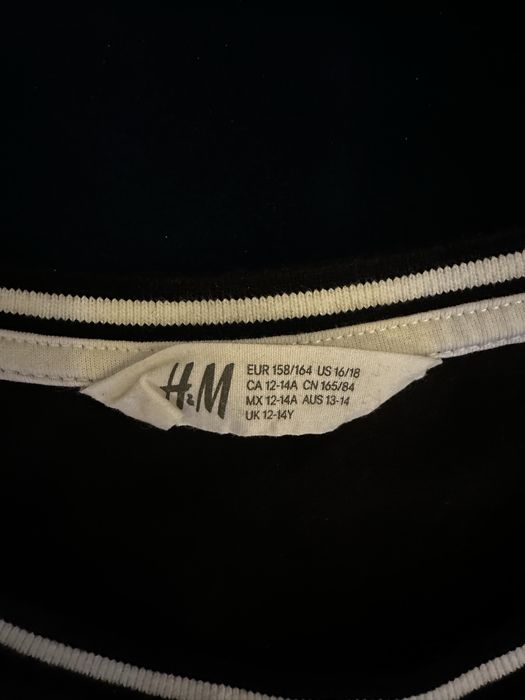 H&M
EUR 158/164 US 16/18
CA 12-14A CN 165/84
MX 12-14A AUS 13-14
UK 12-14Y